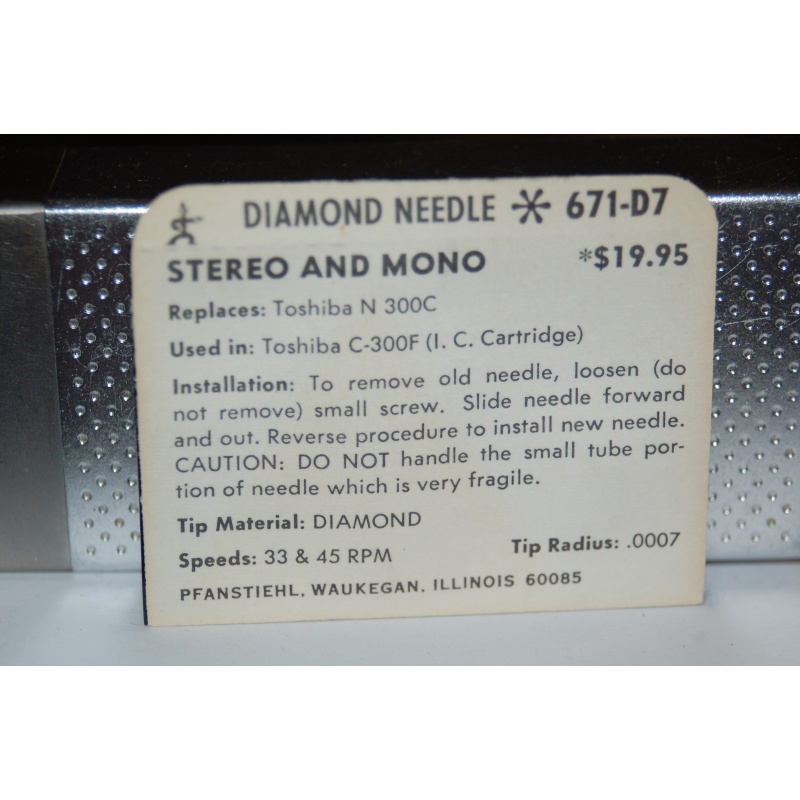 DIAMOND NEEDLE * 671-D7
STEREO AND MONO *$19.95
Replaces: Toshiba N 300C
Used in: Toshiba C-300F (I. C. Cartridge)
Installation: To remove old needle, loosen (do
not remove) small screw. Slide needle forward
and out. Reverse procedure to install new needle.
CAUTION: DO NOT handle the small tube por-
tion of needle which is very fragile.
Tip Material: DIAMOND
Speeds: 33 & 45 RPM Tip Radius: .0007
PFANSTIEHL, WAUKEGAN, ILLINOIS 60085